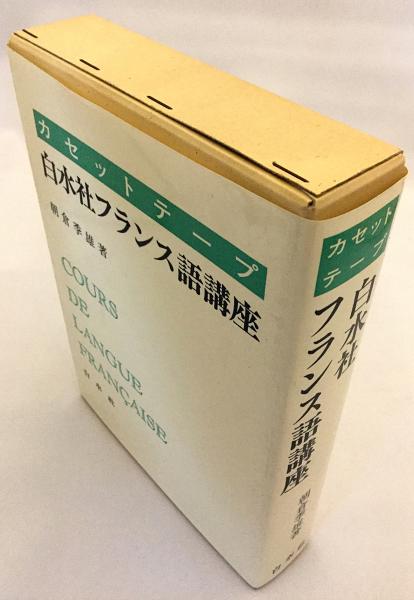 カセットテープ
白水社フランス語講座
朝倉季雄著
COURS
DE
LANGUE
FRANÇAISE
白水社
カセット
テープ
白水社
フランス語講座
朝倉季雄著
白水社